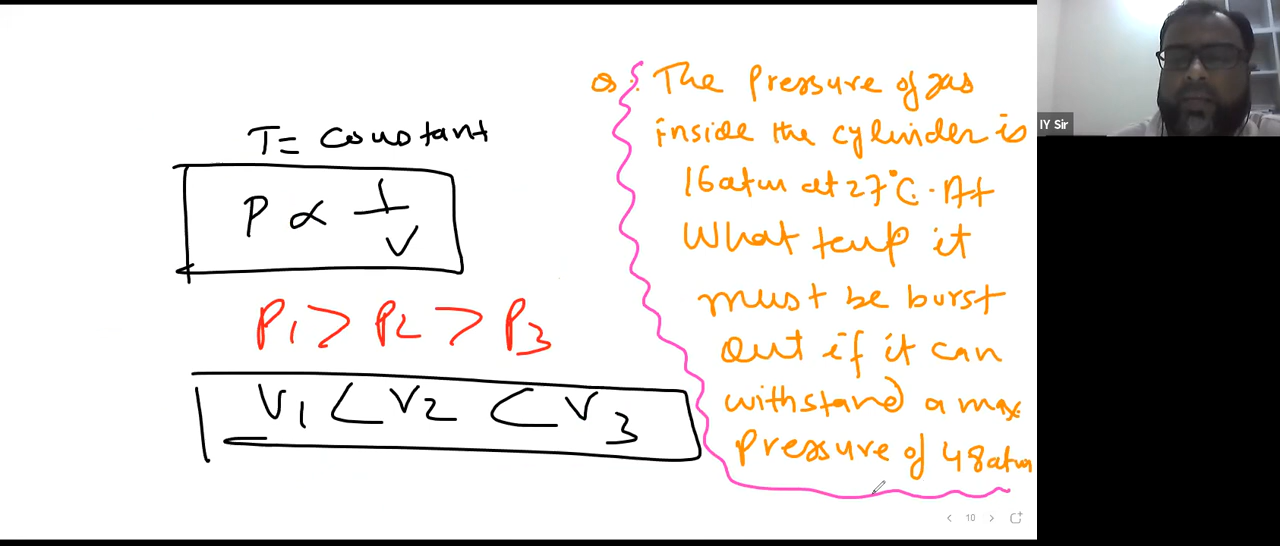 T = constant
P ∝ 1/V
P1 > P2 > P3
V1 < V2 < V3
Q: The pressure of gas
inside the cylinder is
16atm at 27°C. At
What temp it
must be burst
out if it can
withstand a max
pressure of 48atm
IY Sir
10